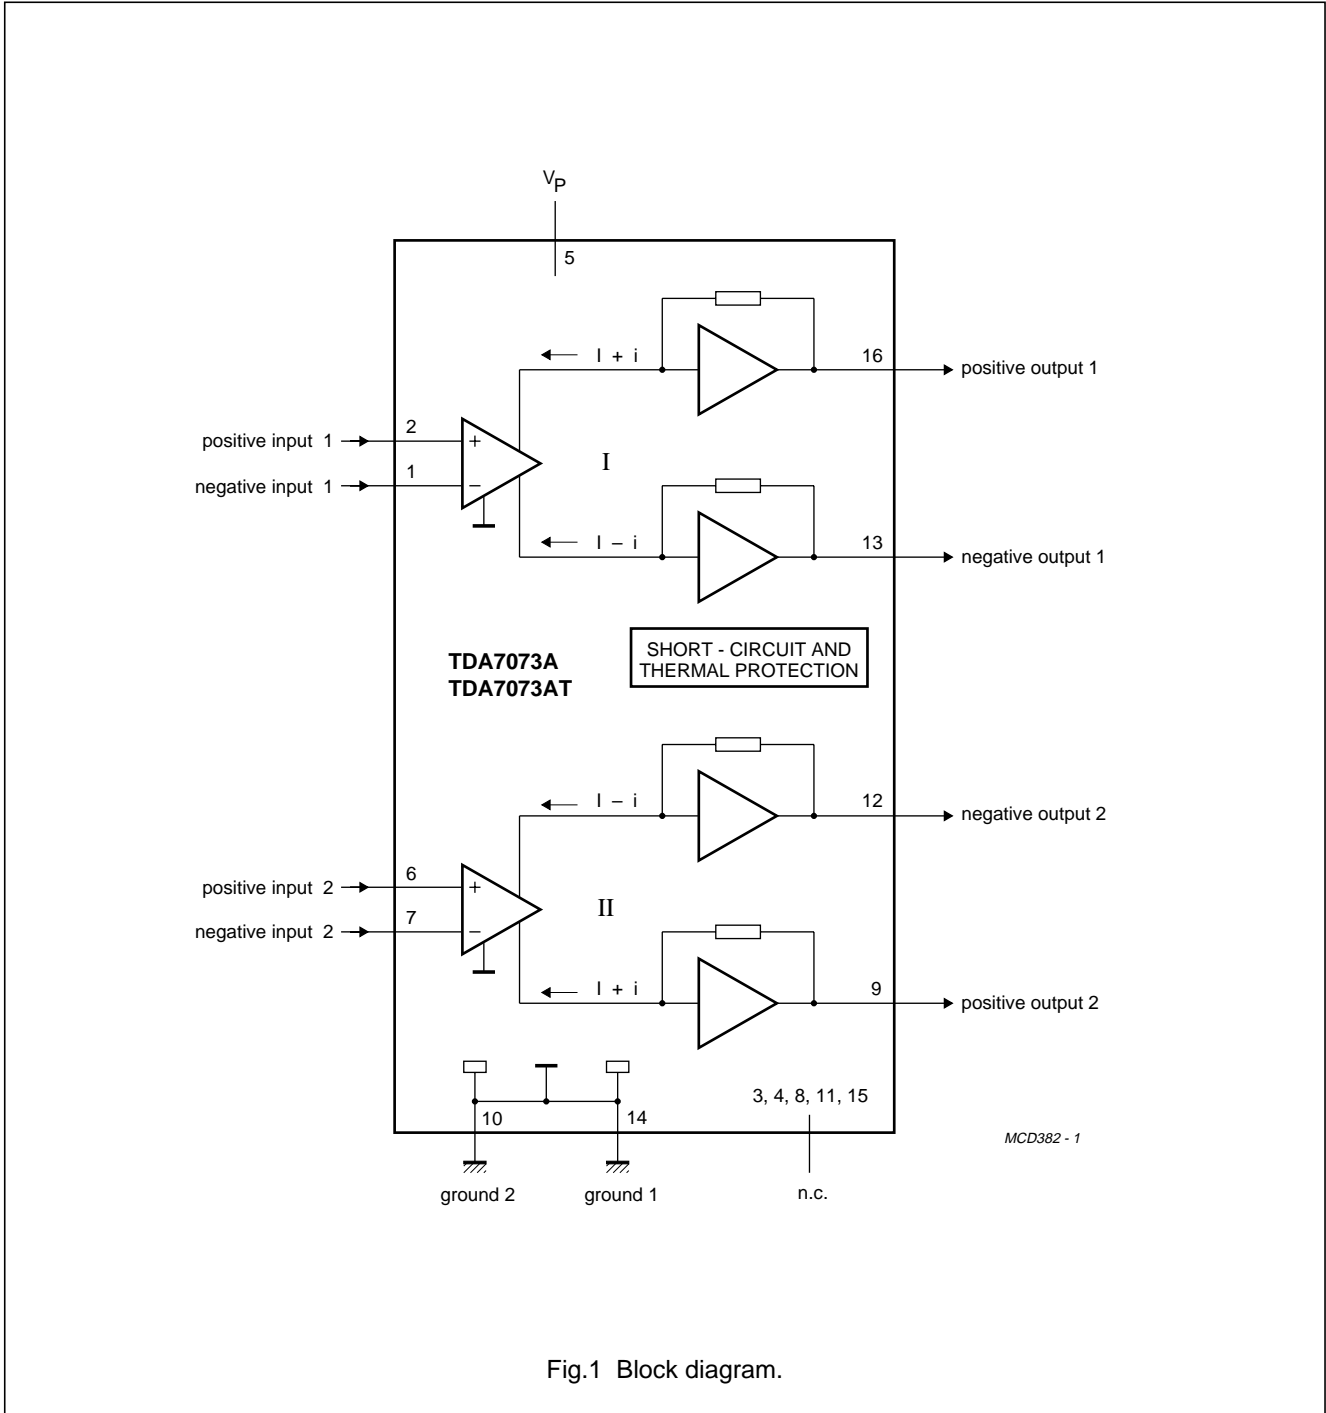 VP
5
I + i
16
positive output 1
positive input 1
2
+
I
negative input 1
1
−
I − i
13
negative output 1
TDA7073A
TDA7073AT
SHORT - CIRCUIT AND
THERMAL PROTECTION
I − i
12
negative output 2
positive input 2
6
+
II
negative input 2
7
−
I + i
9
positive output 2
10
14
3, 4, 8, 11, 15
MCD382 - 1
ground 2
ground 1
n.c.
Fig.1 Block diagram.